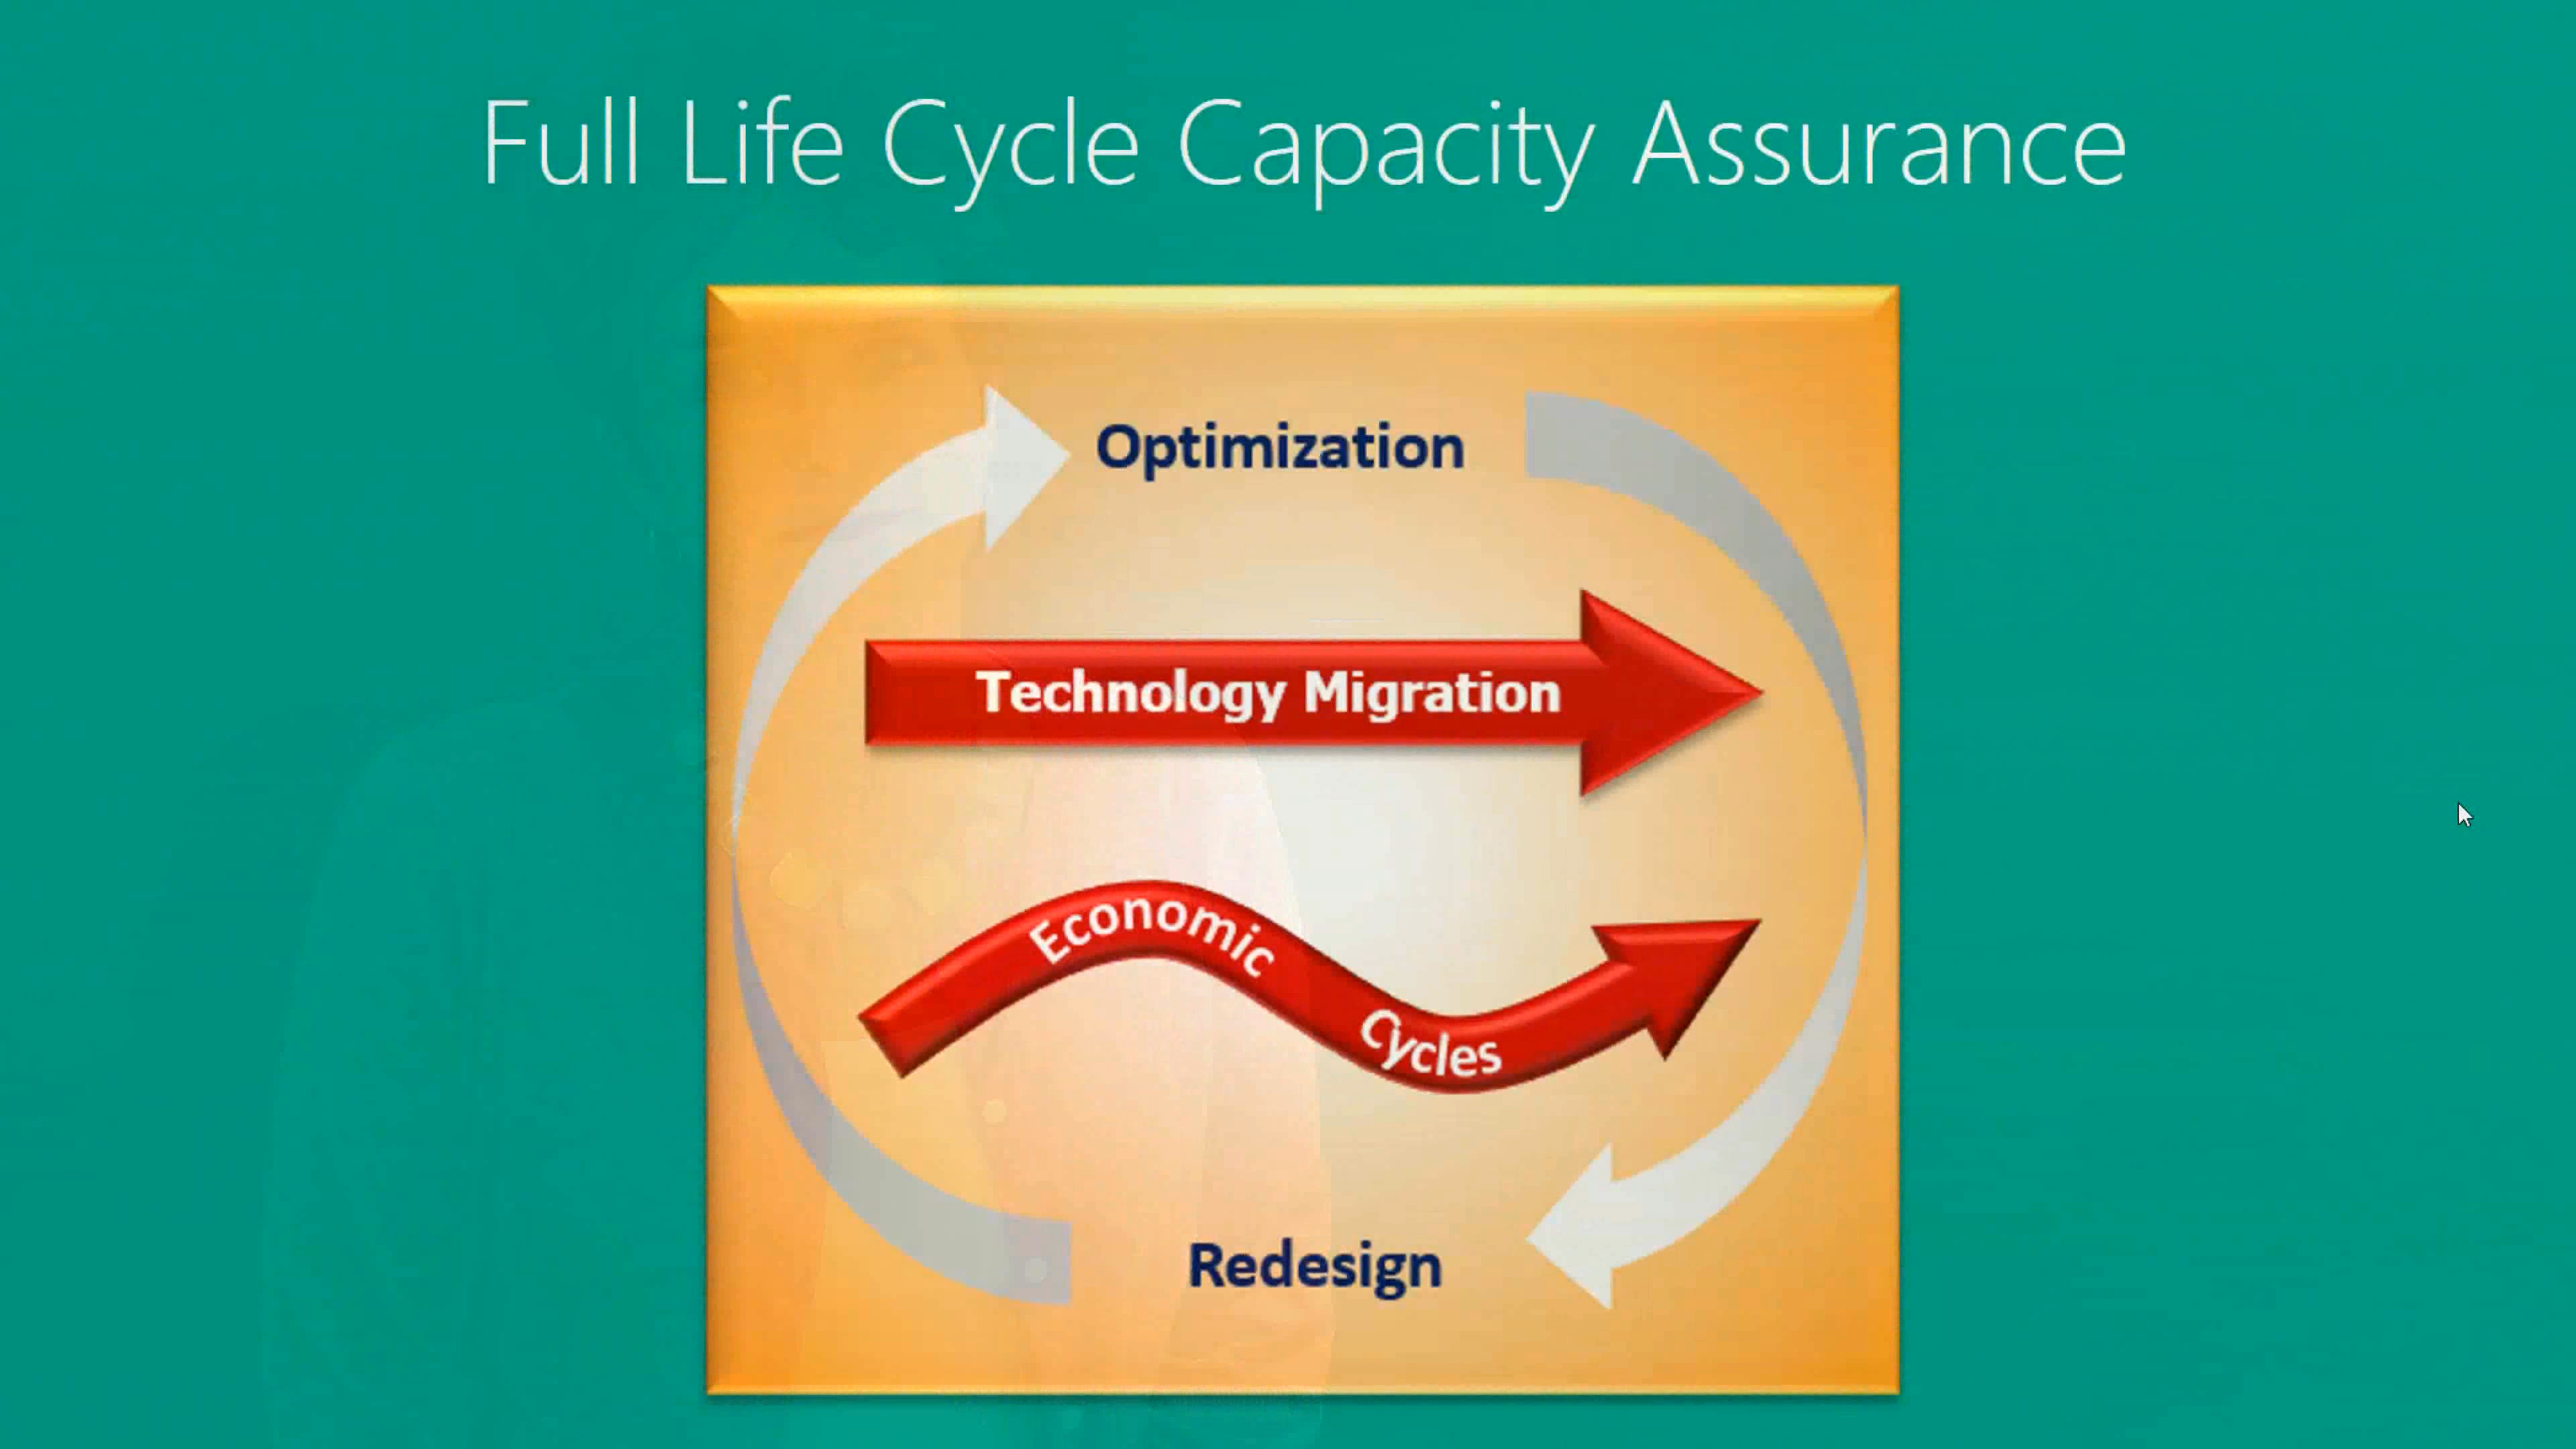 Full Life Cycle Capacity Assurance
Optimization
Technology Migration
Economic
Cycles
Redesign